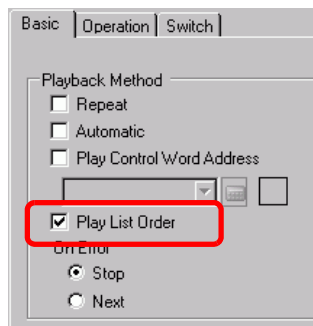 Basic Operation Switch
Playback Method
Repeat
Automatic
Play Control Word Address
Play List Order
On Error
Stop
Next